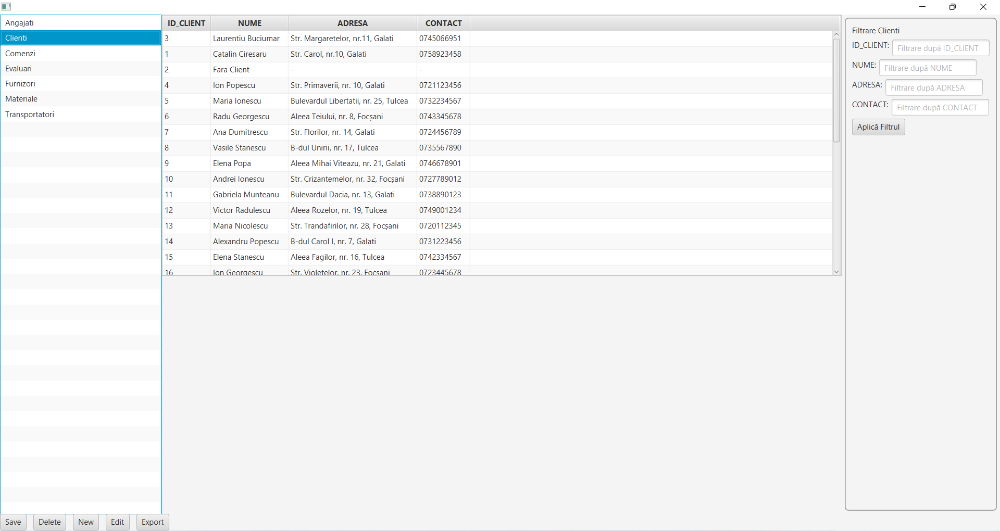 Angajati
Clienti
Comenzi
Evaluari
Furnizori
Materiale
Transportatori
ID_CLIENT NUME ADRESA CONTACT
3 Laurentiu Buciumar Str. Margaretelor, nr.11, Galati 0745066951
1 Catalin Ciresaru Str. Carol, nr.10, Galati 0758923458
2 Fara Client - -
4 Ion Popescu Str. Primaverii, nr. 10, Galati 0721123456
5 Maria Ionescu Bulevardul Libertatii, nr. 25, Tulcea 0732234567
6 Radu Georgescu Aleea Teiului, nr. 8, Focșani 0743345678
7 Ana Dumitrescu Str. Florilor, nr. 14, Galati 0724456789
8 Vasile Stanescu B-dul Unirii, nr. 17, Tulcea 0735567890
9 Elena Popa Aleea Mihai Viteazu, nr. 21, Galati 0746678901
10 Andrei Ionescu Str. Crizantemelor, nr. 32, Focșani 0727789012
11 Gabriela Munteanu Bulevardul Dacia, nr. 13, Galati 0738890123
12 Victor Radulescu Aleea Rozelor, nr. 19, Tulcea 0749001234
13 Maria Nicolescu Str. Trandafirilor, nr. 28, Focșani 0720112345
14 Alexandru Popescu B-dul Carol I, nr. 7, Galati 0731223456
15 Elena Stanescu Aleea Fagilor, nr. 16, Tulcea 0742334567
16 Ion Georgescu Str. Violetelor, nr. 23, Focșani 0723445678
Filtrare Clienti
ID_CLIENT: Filtrare după ID_CLIENT
NUME: Filtrare după NUME
ADRESA: Filtrare după ADRESA
CONTACT: Filtrare după CONTACT
Aplică Filtrul
Save Delete New Edit Export